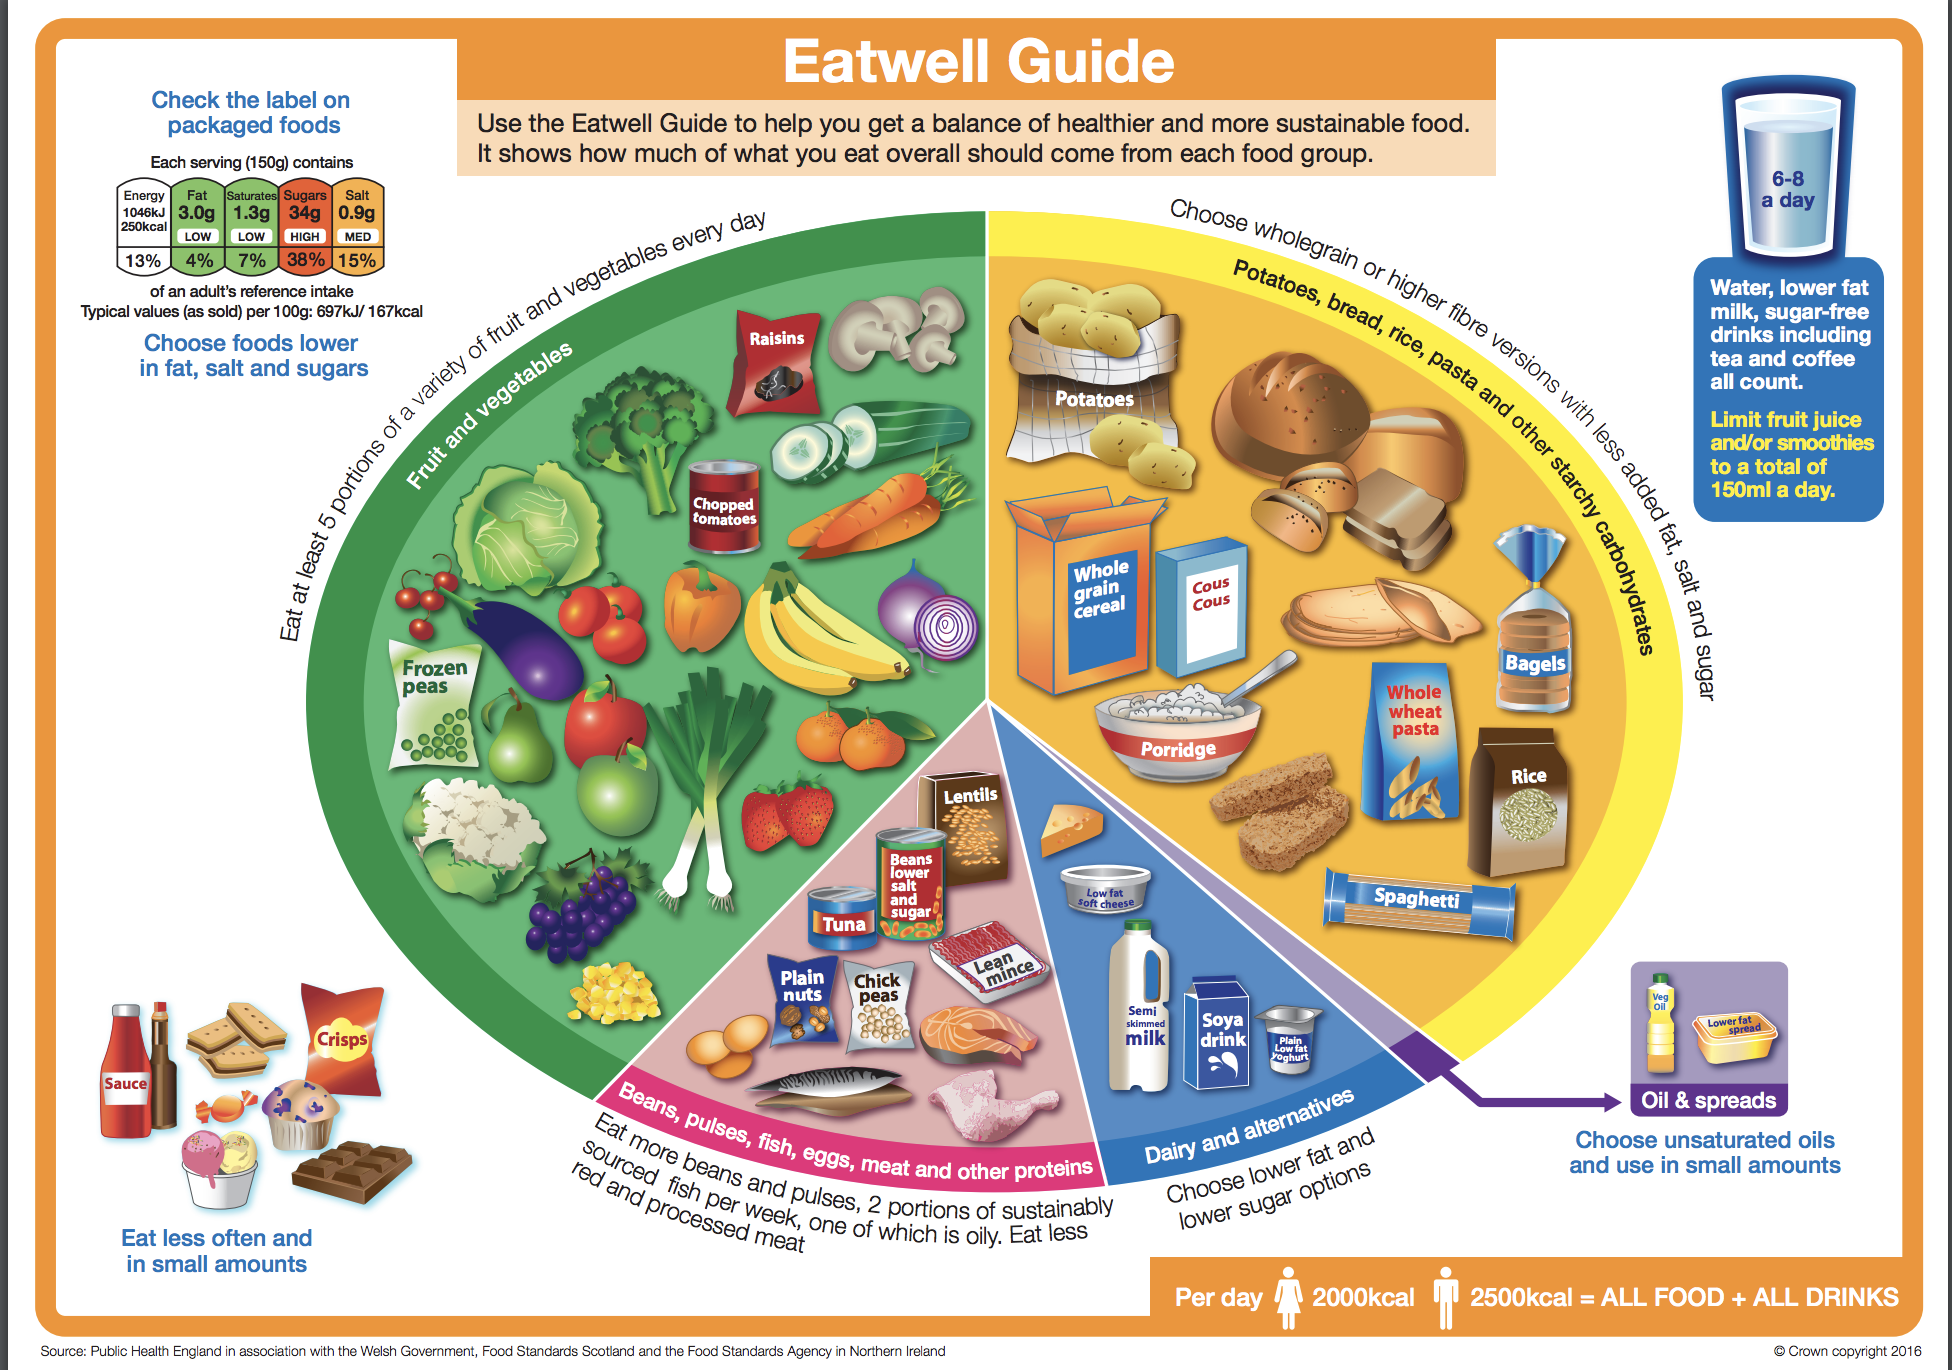 Eatwell Guide
Use the Eatwell Guide to help you get a balance of healthier and more sustainable food.
It shows how much of what you eat overall should come from each food group.
Check the label on
packaged foods
Each serving (150g) contains
Energy
1046kJ
250kcal
13%
Fat
3.0g
LOW
4%
Saturates
1.3g
LOW
7%
Sugars
34g
HIGH
38%
Salt
0.9g
MED
15%
of an adult's reference intake
Typical values (as sold) per 100g: 697kJ/ 167kcal
Choose foods lower
in fat, salt and sugars
6-8
a day
Water, lower fat
milk, sugar-free
drinks including
tea and coffee
all count.
Limit fruit juice
and/or smoothies
to a total of
150ml a day.
Eat at least 5 portions of a variety of fruit and vegetables every day
Fruit and vegetables
Raisins
Chopped
tomatoes
Frozen
peas
Choose wholegrain or higher fibre versions with less added fat, salt and sugar
Potatoes, bread, rice, pasta and other starchy carbohydrates
Potatoes
Whole
grain
cereal
Cous
Cous
Bagels
Porridge
Whole
wheat
pasta
Rice
Spaghetti
Lentils
Beans
lower
salt
and
sugar
Tuna
Plain
nuts
Chick
peas
Lean
mince
Beans, pulses, fish, eggs, meat and other proteins
Eat more beans and pulses, 2 portions of sustainably
sourced fish per week, one of which is oily. Eat less
red and processed meat
Low fat
soft cheese
Semi
skimmed
milk
Soya
drink
Plain
Low fat
yoghurt
Dairy and alternatives
Choose lower fat and
lower sugar options
Veg
Oil
Lower fat
spread
Oil & spreads
Choose unsaturated oils
and use in small amounts
Sauce
Crisps
Eat less often and
in small amounts
Per day 2000kcal 2500kcal = ALL FOOD + ALL DRINKS
Source: Public Health England in association with the Welsh Government, Food Standards Scotland and the Food Standards Agency in Northern Ireland
© Crown copyright 2016